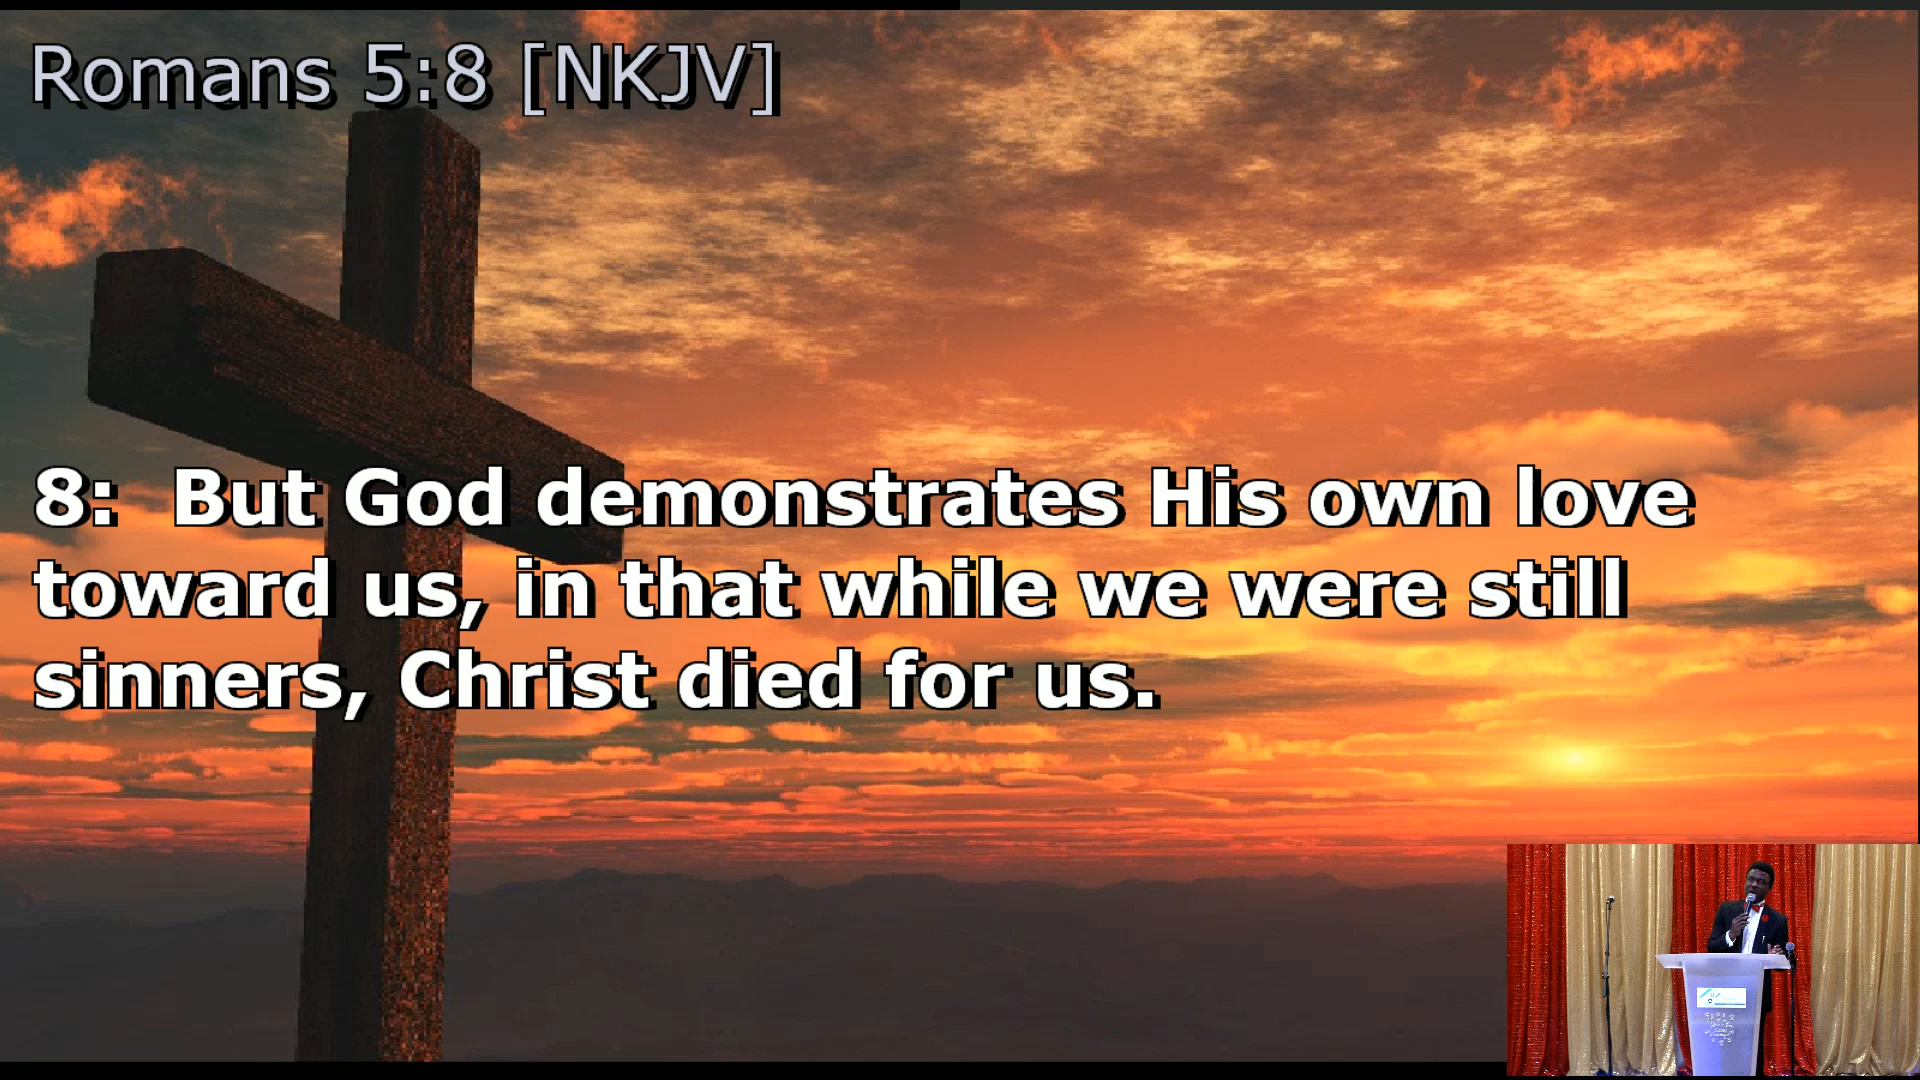 Romans 5:8 [NKJV]
8: But God demonstrates His own love
toward us, in that while we were still
sinners, Christ died for us.